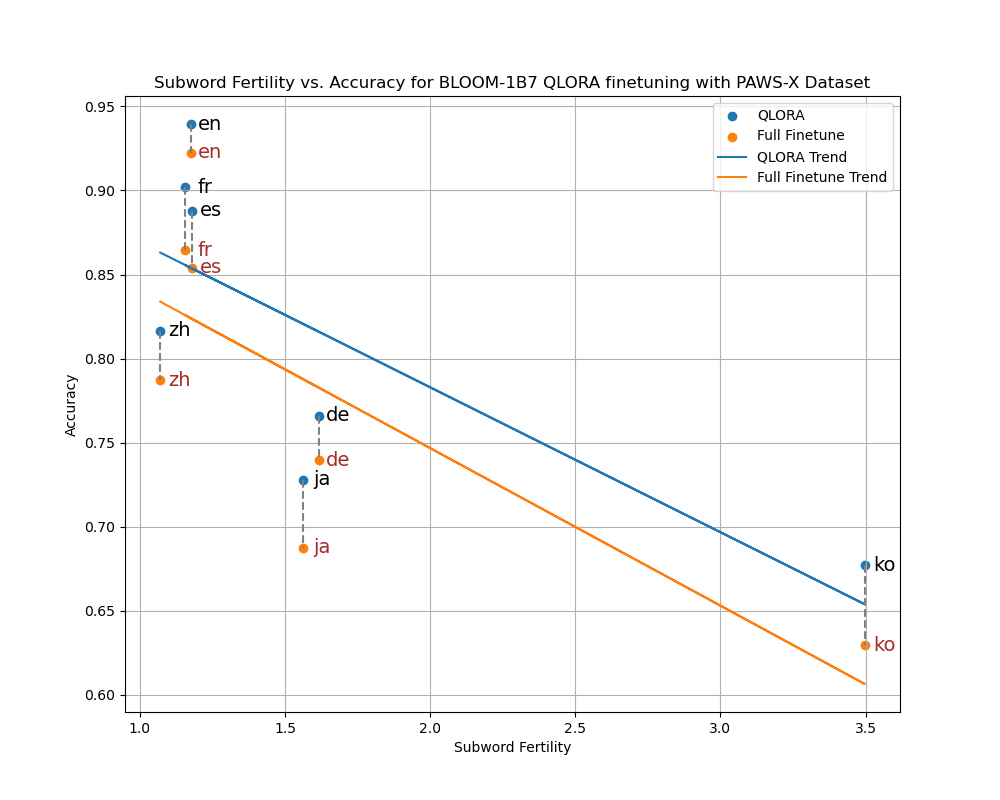 Subword Fertility vs. Accuracy for BLOOM-1B7 QLORA finetuning with PAWS-X Dataset
QLORA
Full Finetune
QLORA Trend
Full Finetune Trend
en
en
fr
es
fr
es
zh
zh
de
de
ja
ja
ko
ko
0.95
0.90
0.85
0.80
0.75
0.70
0.65
0.60
Accuracy
1.0 1.5 2.0 2.5 3.0 3.5
Subword Fertility